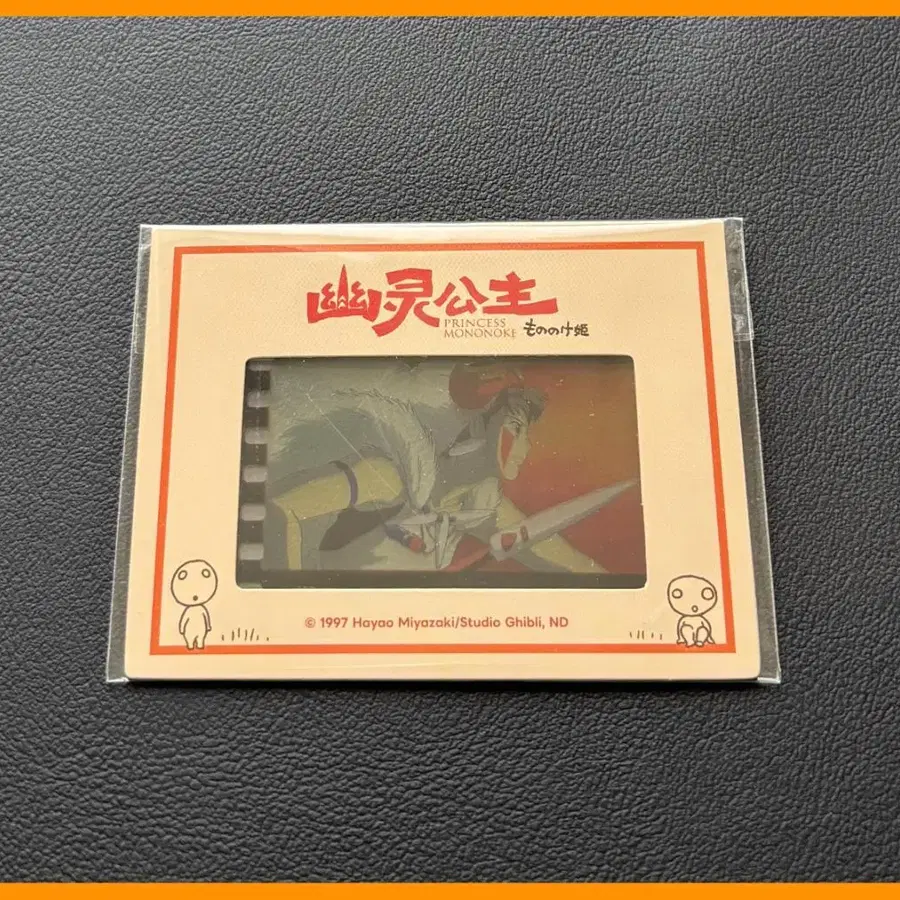 幽灵公主
PRINCESS
MONONOKE もののけ姫
© 1997 Hayao Miyazaki/Studio Ghibli, ND